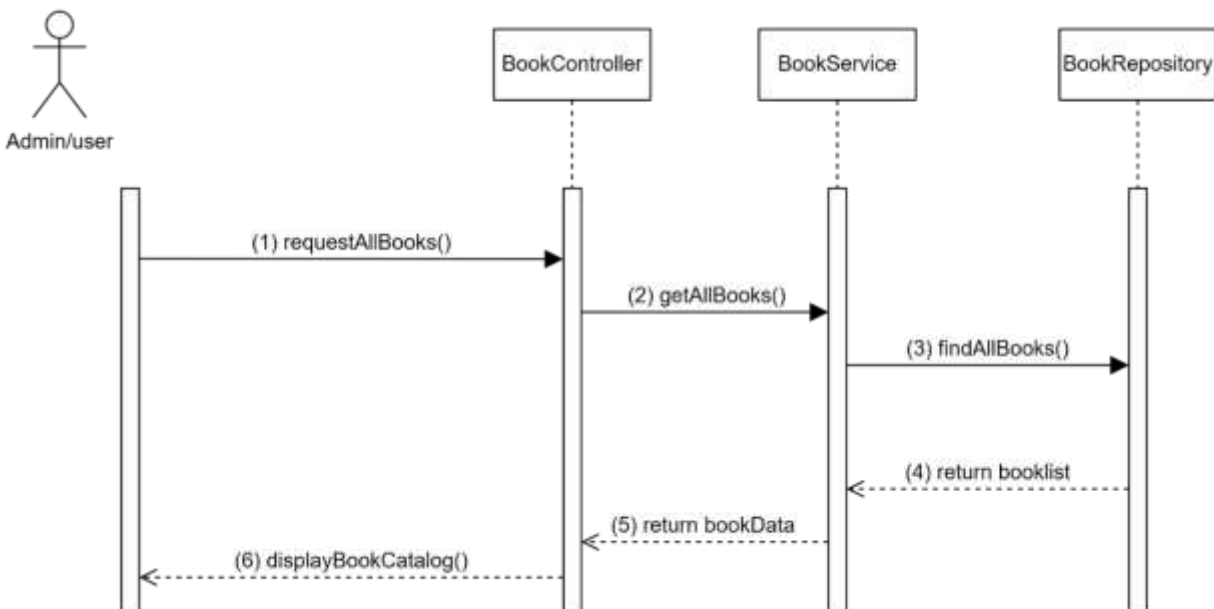 BookController
BookService
BookRepository
Admin/user
(1) requestAllBooks()
(2) getAllBooks()
(3) findAllBooks()
(4) return booklist
(5) return bookData
(6) displayBookCatalog()